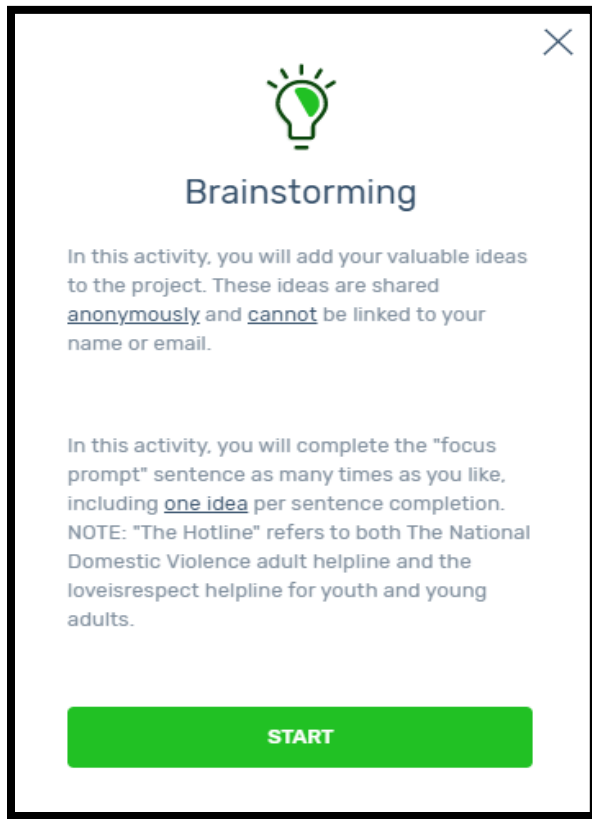 Brainstorming
In this activity, you will add your valuable ideas
to the project. These ideas are shared
anonymously and cannot be linked to your
name or email.
In this activity, you will complete the "focus
prompt" sentence as many times as you like,
including one idea per sentence completion.
NOTE: "The Hotline" refers to both The National
Domestic Violence adult helpline and the
loveisrespect helpline for youth and young
adults.
START